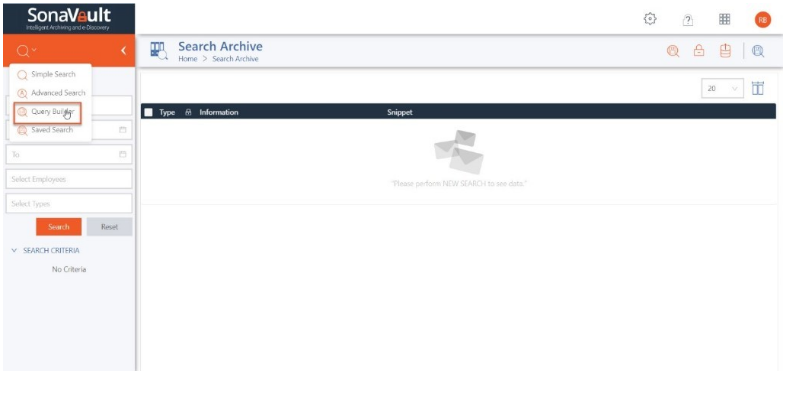 SonaVault
Intelligent Archiving and e-Discovery
RB
Search Archive
Home > Search Archive
Simple Search
Advanced Search
Query Builder
Saved Search
To
Select Employees
Select Types
Search Reset
SEARCH CRITERIA
No Criteria
20
Type Information Snippet
"Please perform NEW SEARCH to see data."